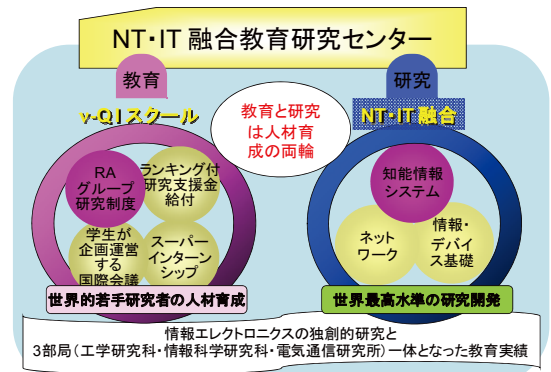 NT・IT 融合教育研究センター
教育
研究
ν-QIスクール
教育と研究
は人材育
成の両輪
NT・IT 融合
RA
グループ
研究制度
ランキング付
研究支援金
給付
学生が
企画運営
する
国際会議
スーパー
インターン
シップ
知能情報
システム
ネット
ワーク
情報・
デバイ
ス基礎
世界的若手研究者の人材育成
世界最高水準の研究開発
情報エレクトロニクスの独創的研究と
3部局(工学研究科・情報科学研究科・電気通信研究所)一体となった教育実績